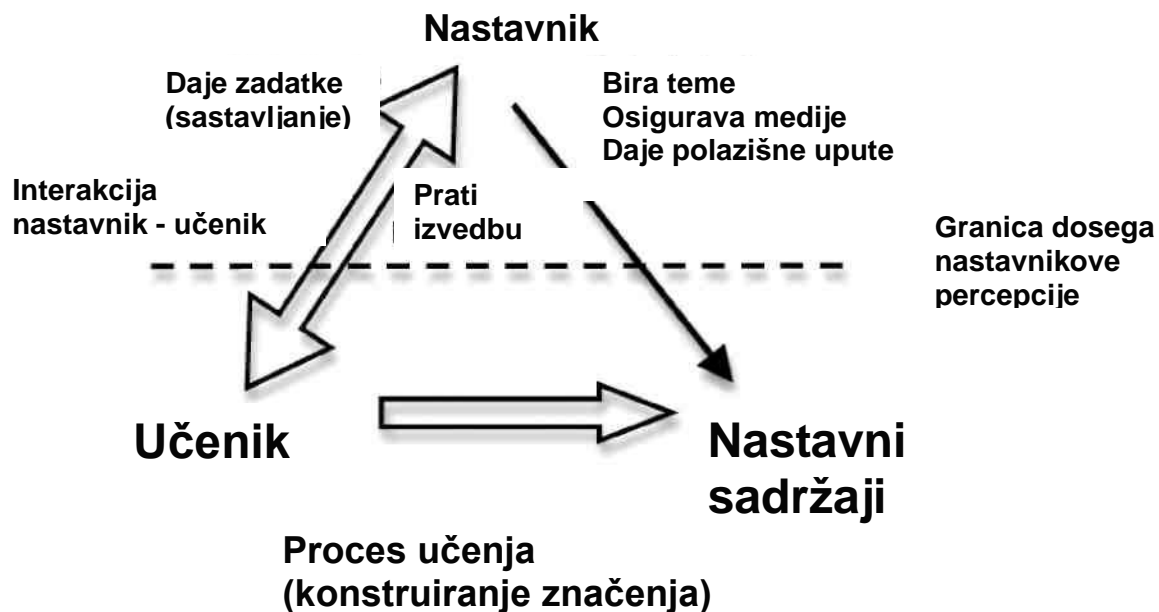 Nastavnik
Daje zadatke
(sastavljanje)
Bira teme
Osigurava medije
Daje polazišne upute
Interakcija
nastavnik - učenik
Prati
izvedbu
Granica dosega
nastavnikove
percepcije
Učenik
Nastavni
sadržaji
Proces učenja
(konstruiranje značenja)